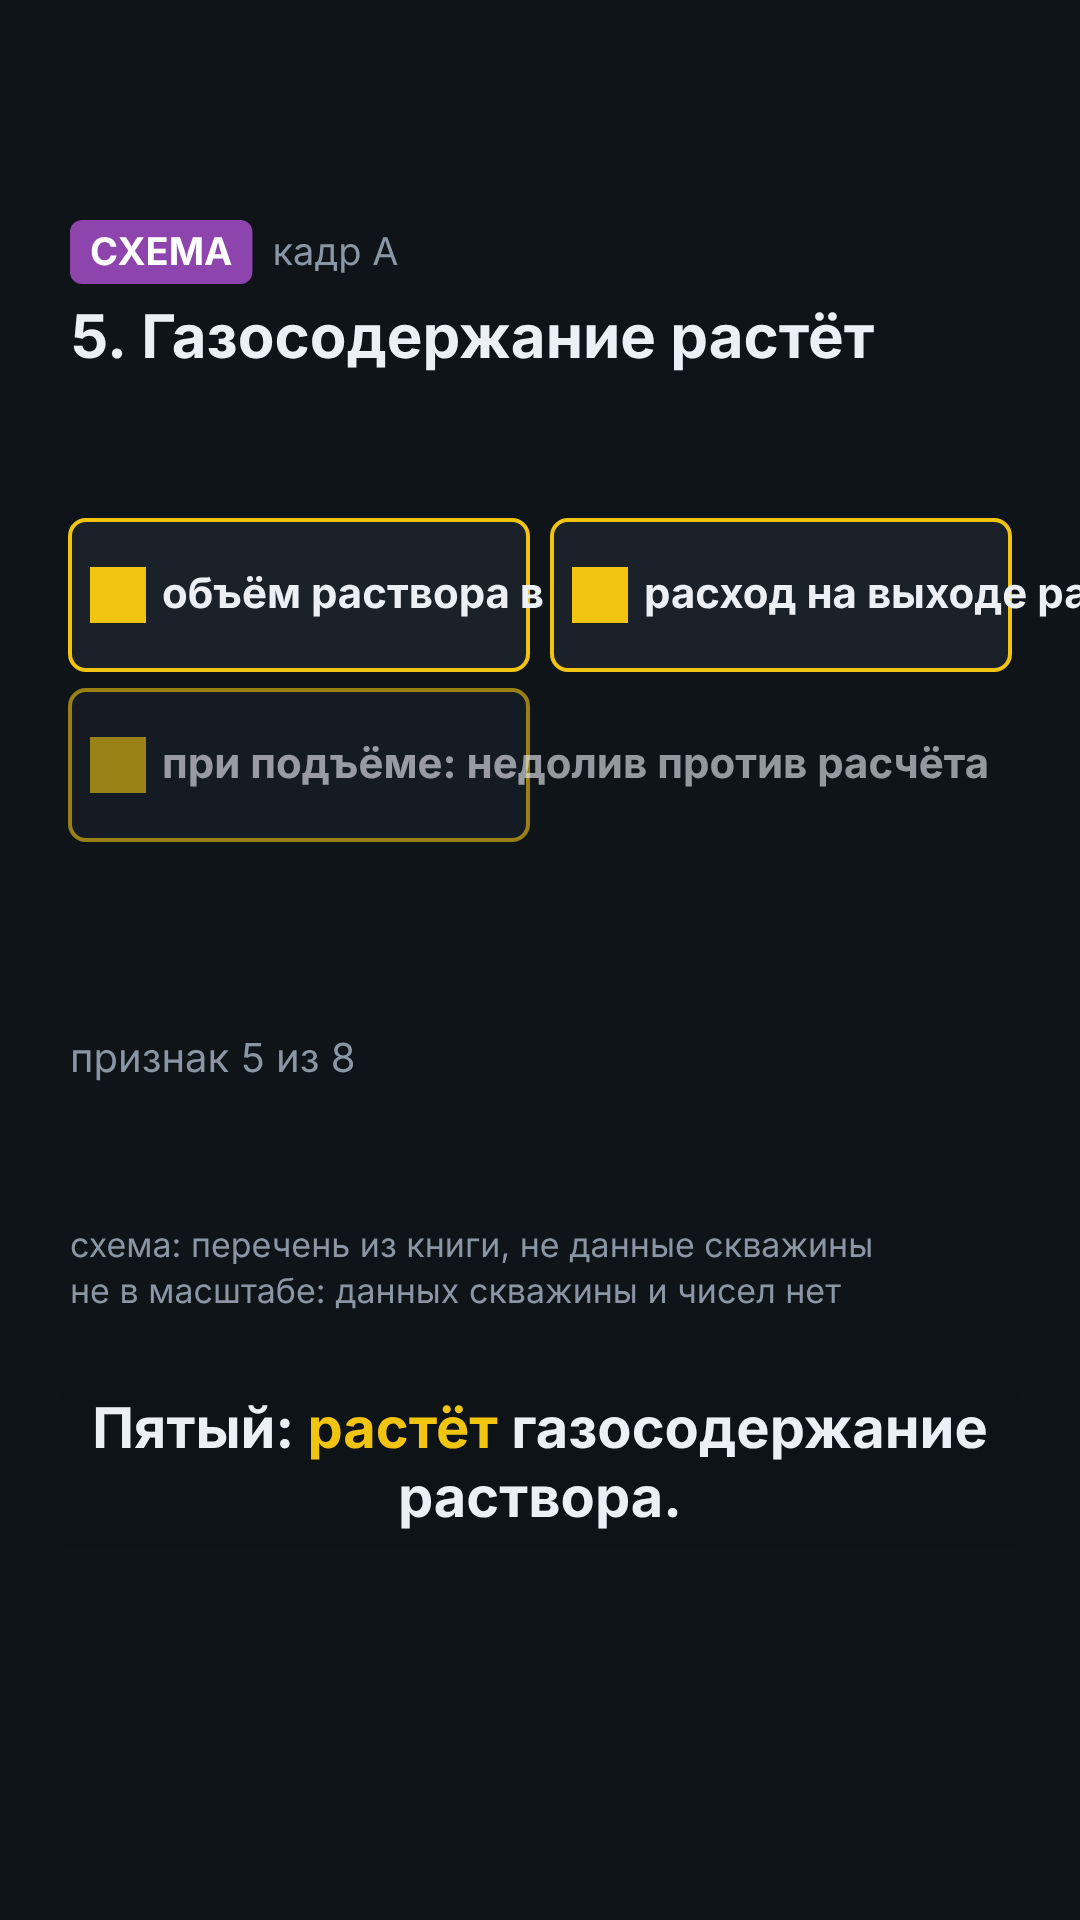 СХЕМА кадр А
5. Газосодержание растёт
объём раствора в
расход на выходе
при подъёме: недолив против расчёта
признак 5 из 8
схема: перечень из книги, не данные скважины
не в масштабе: данных скважины и чисел нет
Пятый: растёт газосодержание
раствора.